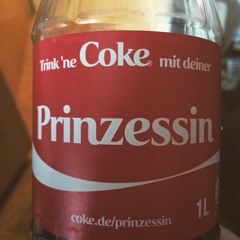 Trink 'ne Coke mit deiner
Prinzessin
1L
coke.de/prinzessin